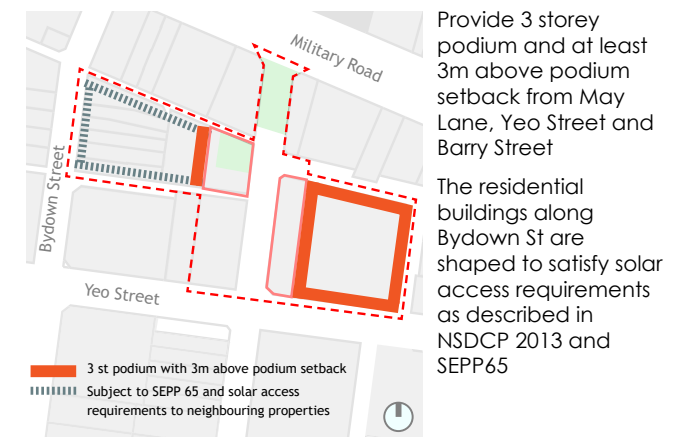 Military Road
Bydown Street
Yeo Street
3 st podium with 3m above podium setback
Subject to SEPP 65 and solar access
requirements to neighbouring properties
Provide 3 storey
podium and at least
3m above podium
setback from May
Lane, Yeo Street and
Barry Street
The residential
buildings along
Bydown St are
shaped to satisfy solar
access requirements
as described in
NSDCP 2013 and
SEPP65